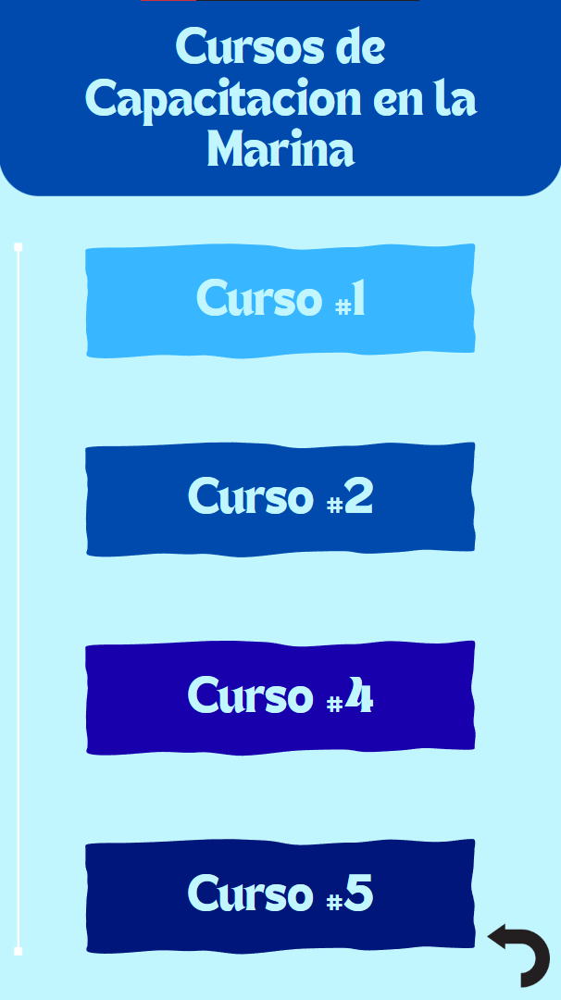 Cursos de
Capacitacion en la
Marina
Curso #1
Curso #2
Curso #4
Curso #5